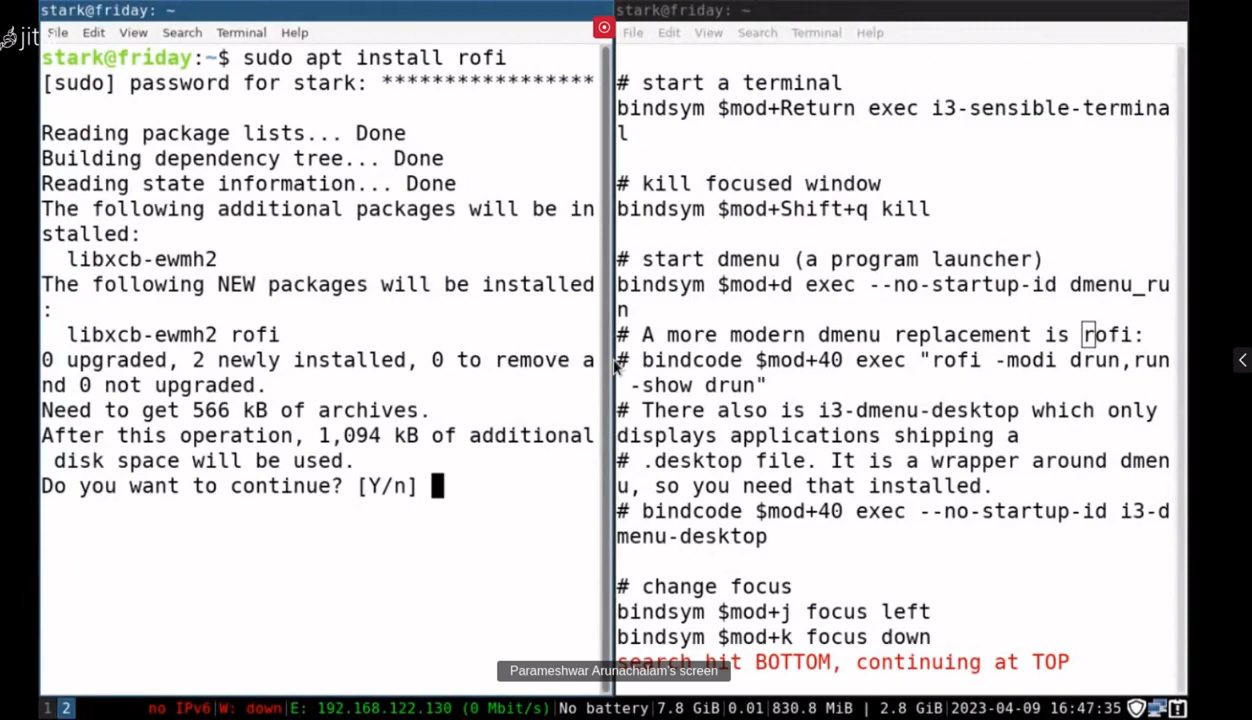 stark@friday: ~
File Edit View Search Terminal Help
stark@friday:~$ sudo apt install rofi
[sudo] password for stark: *****************
Reading package lists... Done
Building dependency tree... Done
Reading state information... Done
The following additional packages will be in
stalled:
libxcb-ewmh2
The following NEW packages will be installed
:
libxcb-ewmh2 rofi
0 upgraded, 2 newly installed, 0 to remove a
nd 0 not upgraded.
Need to get 566 kB of archives.
After this operation, 1,094 kB of additional
disk space will be used.
Do you want to continue? [Y/n]
stark@friday: ~
File Edit View Search Terminal Help
# start a terminal
bindsym $mod+Return exec i3-sensible-termina
l
# kill focused window
bindsym $mod+Shift+q kill
# start dmenu (a program launcher)
bindsym $mod+d exec --no-startup-id dmenu_ru
n
# A more modern dmenu replacement is rofi:
# bindcode $mod+40 exec "rofi -modi drun,run
-show drun"
# There also is i3-dmenu-desktop which only
displays applications shipping a
# .desktop file. It is a wrapper around dmen
u, so you need that installed.
# bindcode $mod+40 exec --no-startup-id i3-d
menu-desktop
# change focus
bindsym $mod+j focus left
bindsym $mod+k focus down
search hit BOTTOM, continuing at TOP
Parameshwar Arunachalam's screen
1 2 no IPv6|W: down|E: 192.168.122.130 (0 Mbit/s)|No battery|7.8 GiB|0.01|830.8 MiB | 2.8 GiB|2023-04-09 16:47:35
jit